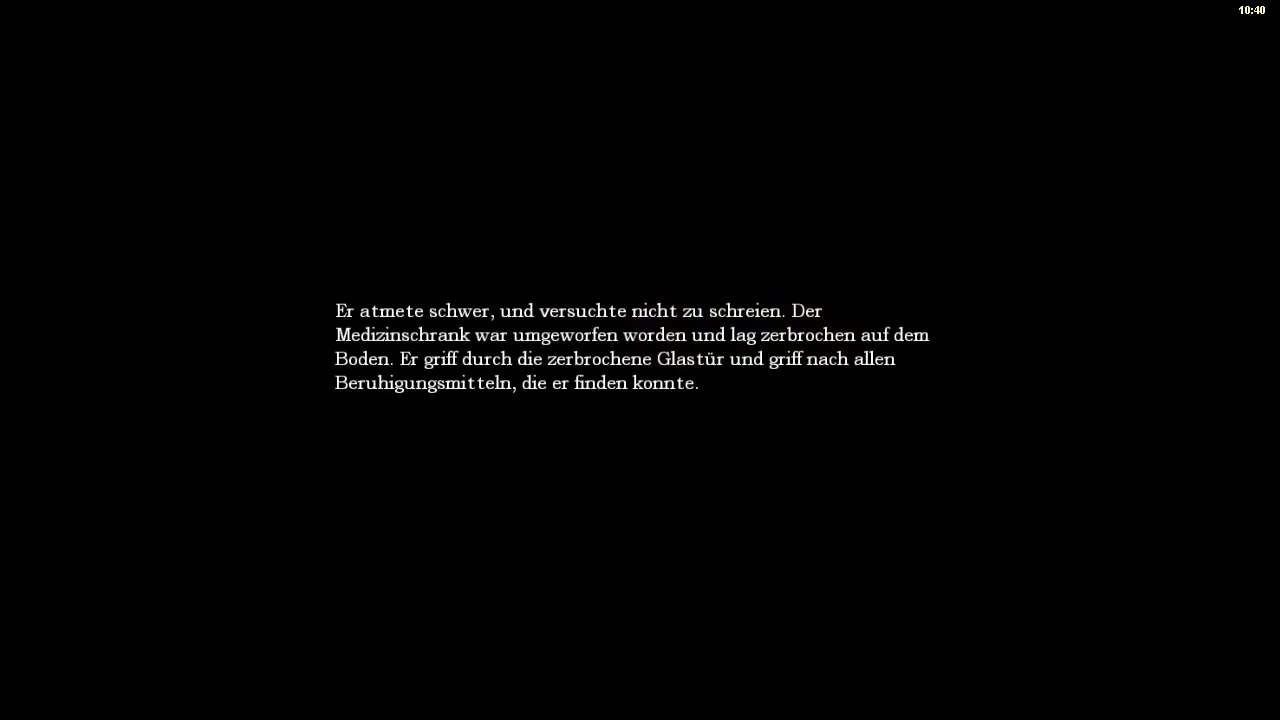 10:40
Er atmete schwer, und versuchte nicht zu schreien. Der
Medizinschrank war umgeworfen worden und lag zerbrochen auf dem
Boden. Er griff durch die zerbrochene Glastür und griff nach allen
Beruhigungsmitteln, die er finden konnte.